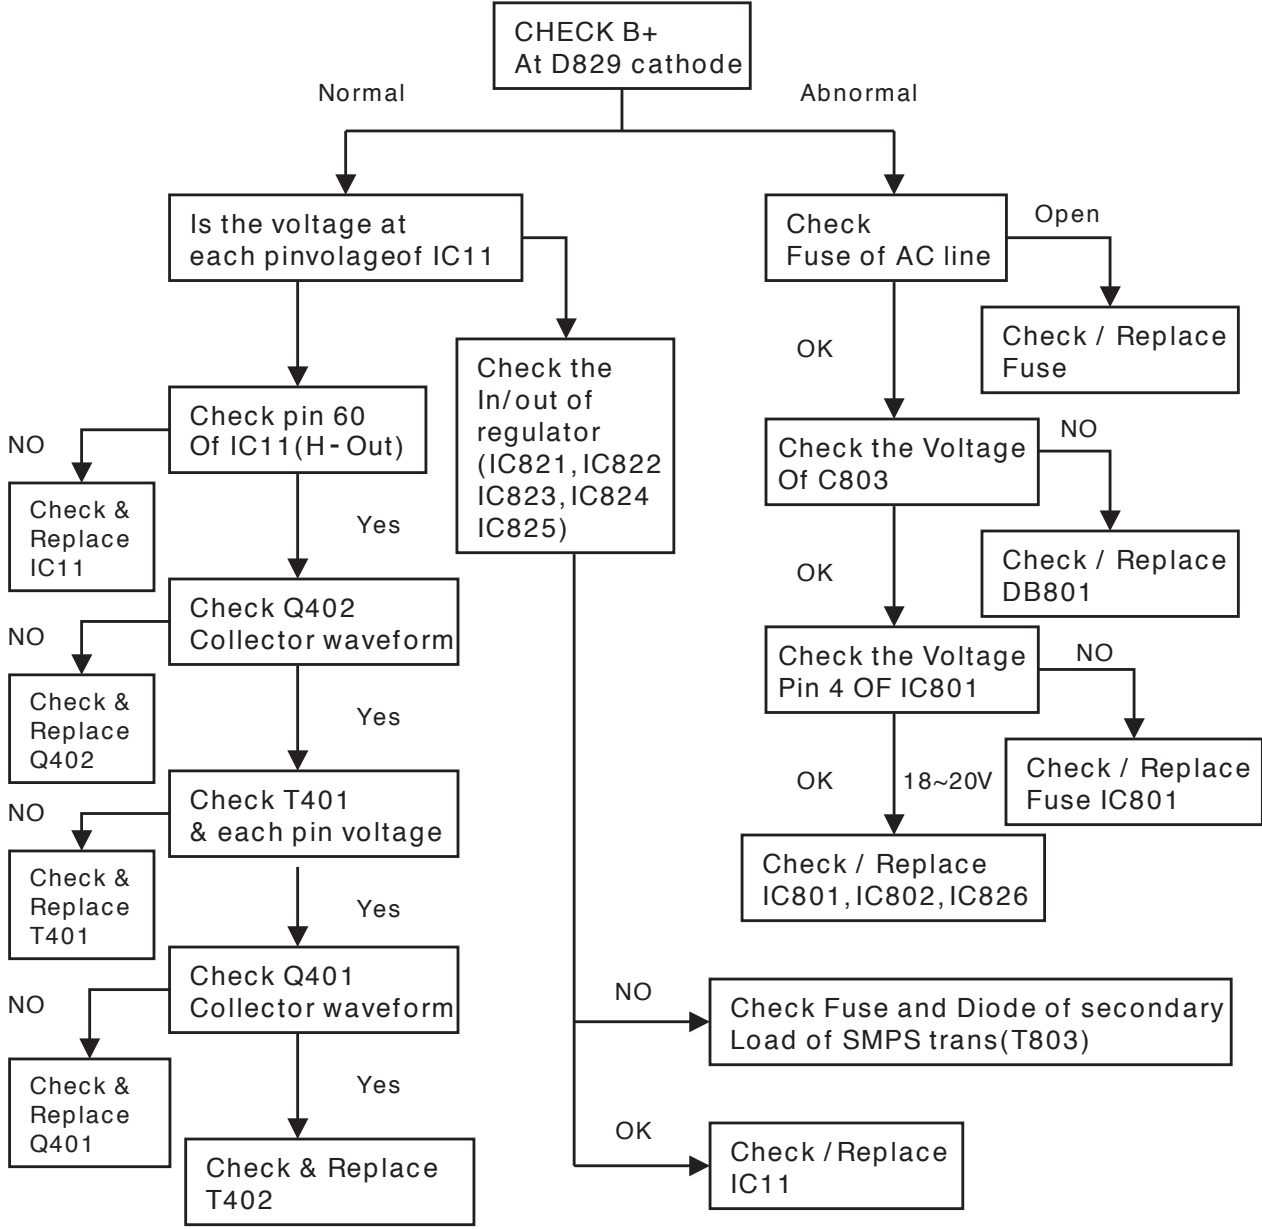 CHECK B+
At D829 cathode
Normal
Abnormal
Is the voltage at
each pinvolageof IC11
Check
Fuse of AC line
Open
Check / Replace
Fuse
OK
Check the
In/out of
regulator
(IC821, IC822
IC823, IC824
IC825)
Check pin 60
Of IC11(H-Out)
NO
Check &
Replace
IC11
Yes
Check the Voltage
Of C803
NO
Check / Replace
DB801
OK
Check Q402
Collector waveform
NO
Check &
Replace
Q402
Yes
Check the Voltage
Pin 4 OF IC801
NO
Check / Replace
Fuse IC801
OK
18~20V
Check / Replace
IC801, IC802, IC826
Check T401
& each pin voltage
NO
Check &
Replace
T401
Yes
Check Q401
Collector waveform
NO
Check &
Replace
Q401
Yes
Check & Replace
T402
NO
Check Fuse and Diode of secondary
Load of SMPS trans(T803)
OK
Check /Replace
IC11